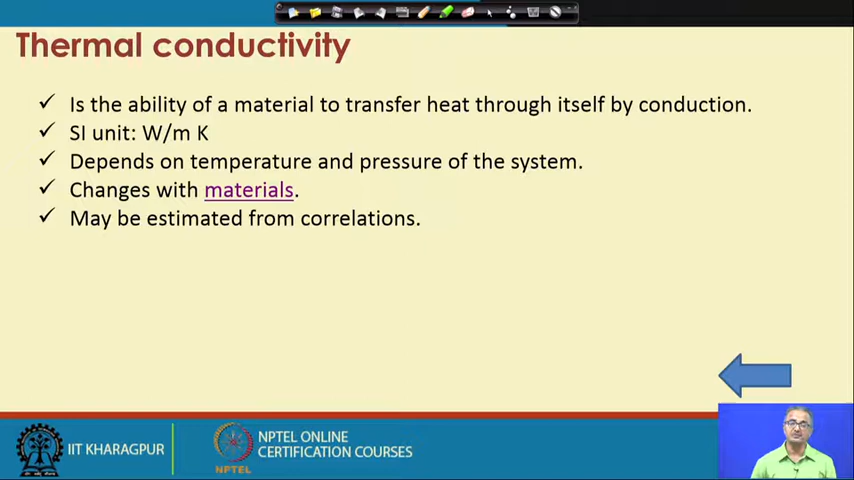 Thermal conductivity
✓ Is the ability of a material to transfer heat through itself by conduction.
✓ SI unit: W/m K
✓ Depends on temperature and pressure of the system.
✓ Changes with materials.
✓ May be estimated from correlations.
IIT KHARAGPUR
NPTEL
NPTEL ONLINE
CERTIFICATION COURSES